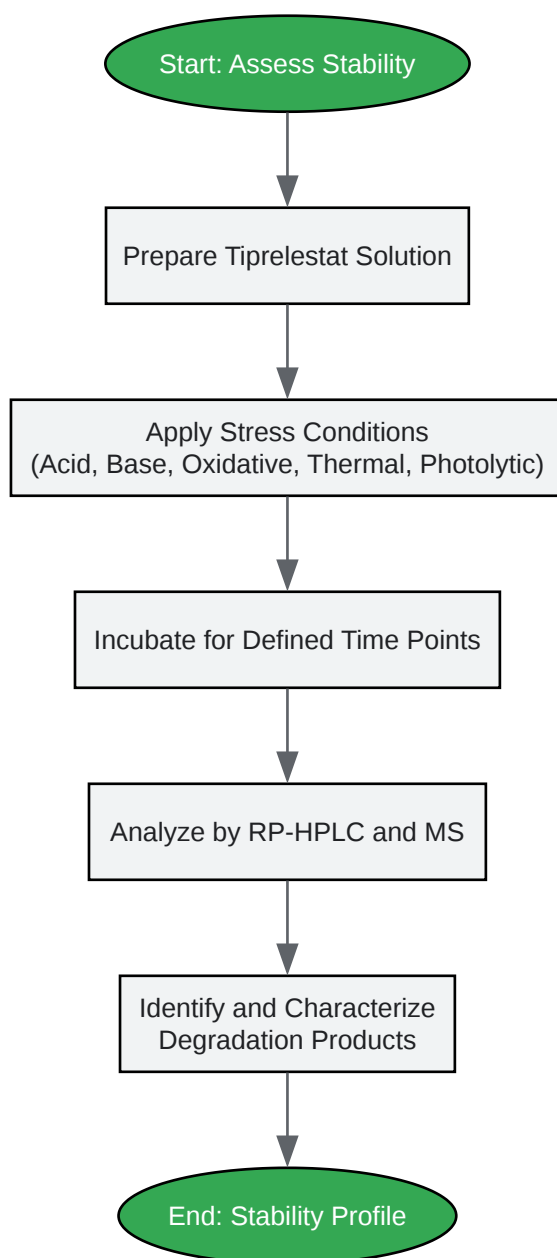 Start: Assess Stability
Prepare Tiprelestat Solution
Apply Stress Conditions
(Acid, Base, Oxidative, Thermal, Photolytic)
Incubate for Defined Time Points
Analyze by RP-HPLC and MS
Identify and Characterize
Degradation Products
End: Stability Profile